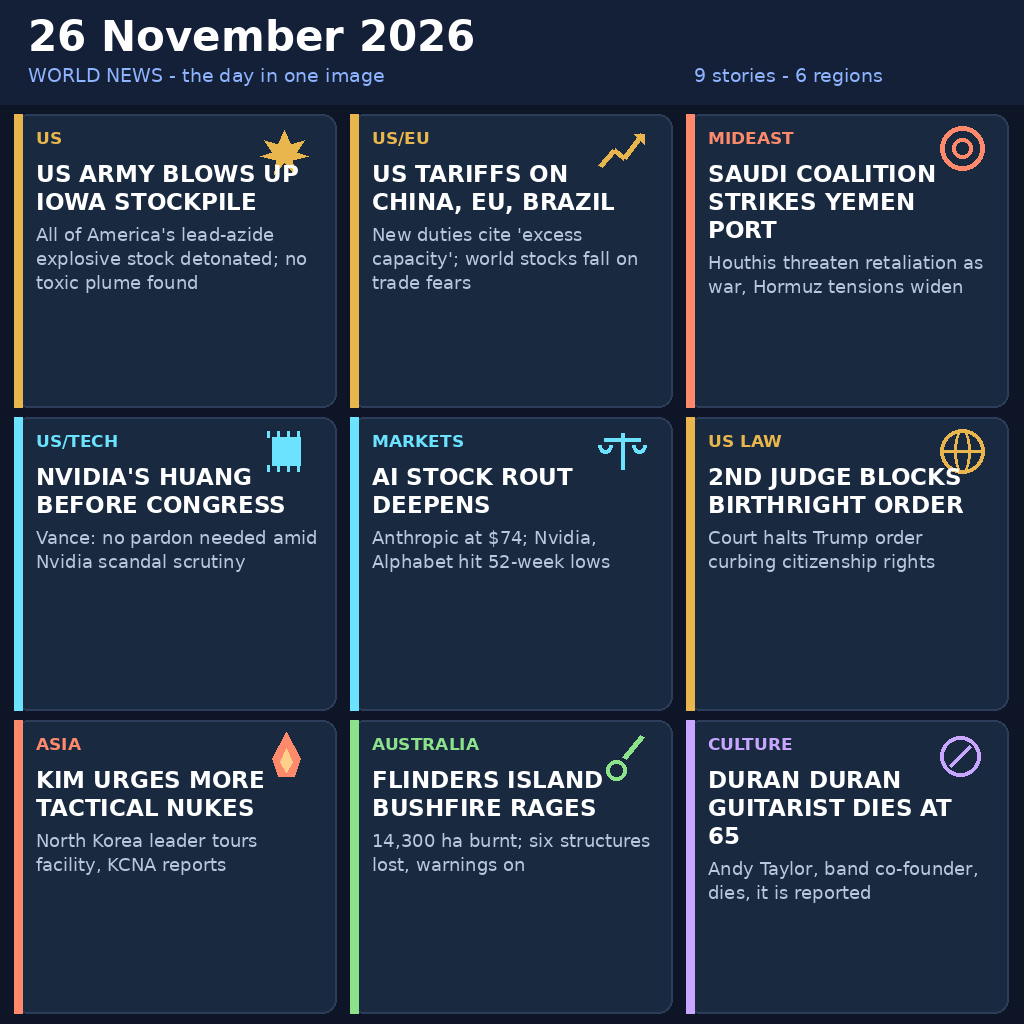 26 November 2026
WORLD NEWS - the day in one image
9 stories - 6 regions
US
US ARMY BLOWS UP
IOWA STOCKPILE
All of America's lead-azide
explosive stock detonated; no
toxic plume found
US/EU
US TARIFFS ON
CHINA, EU, BRAZIL
New duties cite 'excess
capacity'; world stocks fall on
trade fears
MIDEAST
SAUDI COALITION
STRIKES YEMEN
PORT
Houthis threaten retaliation as
war, Hormuz tensions widen
US/TECH
NVIDIA'S HUANG
BEFORE CONGRESS
Vance: no pardon needed amid
Nvidia scandal scrutiny
MARKETS
AI STOCK ROUT
DEEPENS
Anthropic at $74; Nvidia,
Alphabet hit 52-week lows
US LAW
2ND JUDGE BLOCKS
BIRTHRIGHT ORDER
Court halts Trump order
curbing citizenship rights
ASIA
KIM URGES MORE
TACTICAL NUKES
North Korea leader tours
facility, KCNA reports
AUSTRALIA
FLINDERS ISLAND
BUSHFIRE RAGES
14,300 ha burnt; six structures
lost, warnings on
CULTURE
DURAN DURAN
GUITARIST DIES AT
65
Andy Taylor, band co-founder,
dies, it is reported